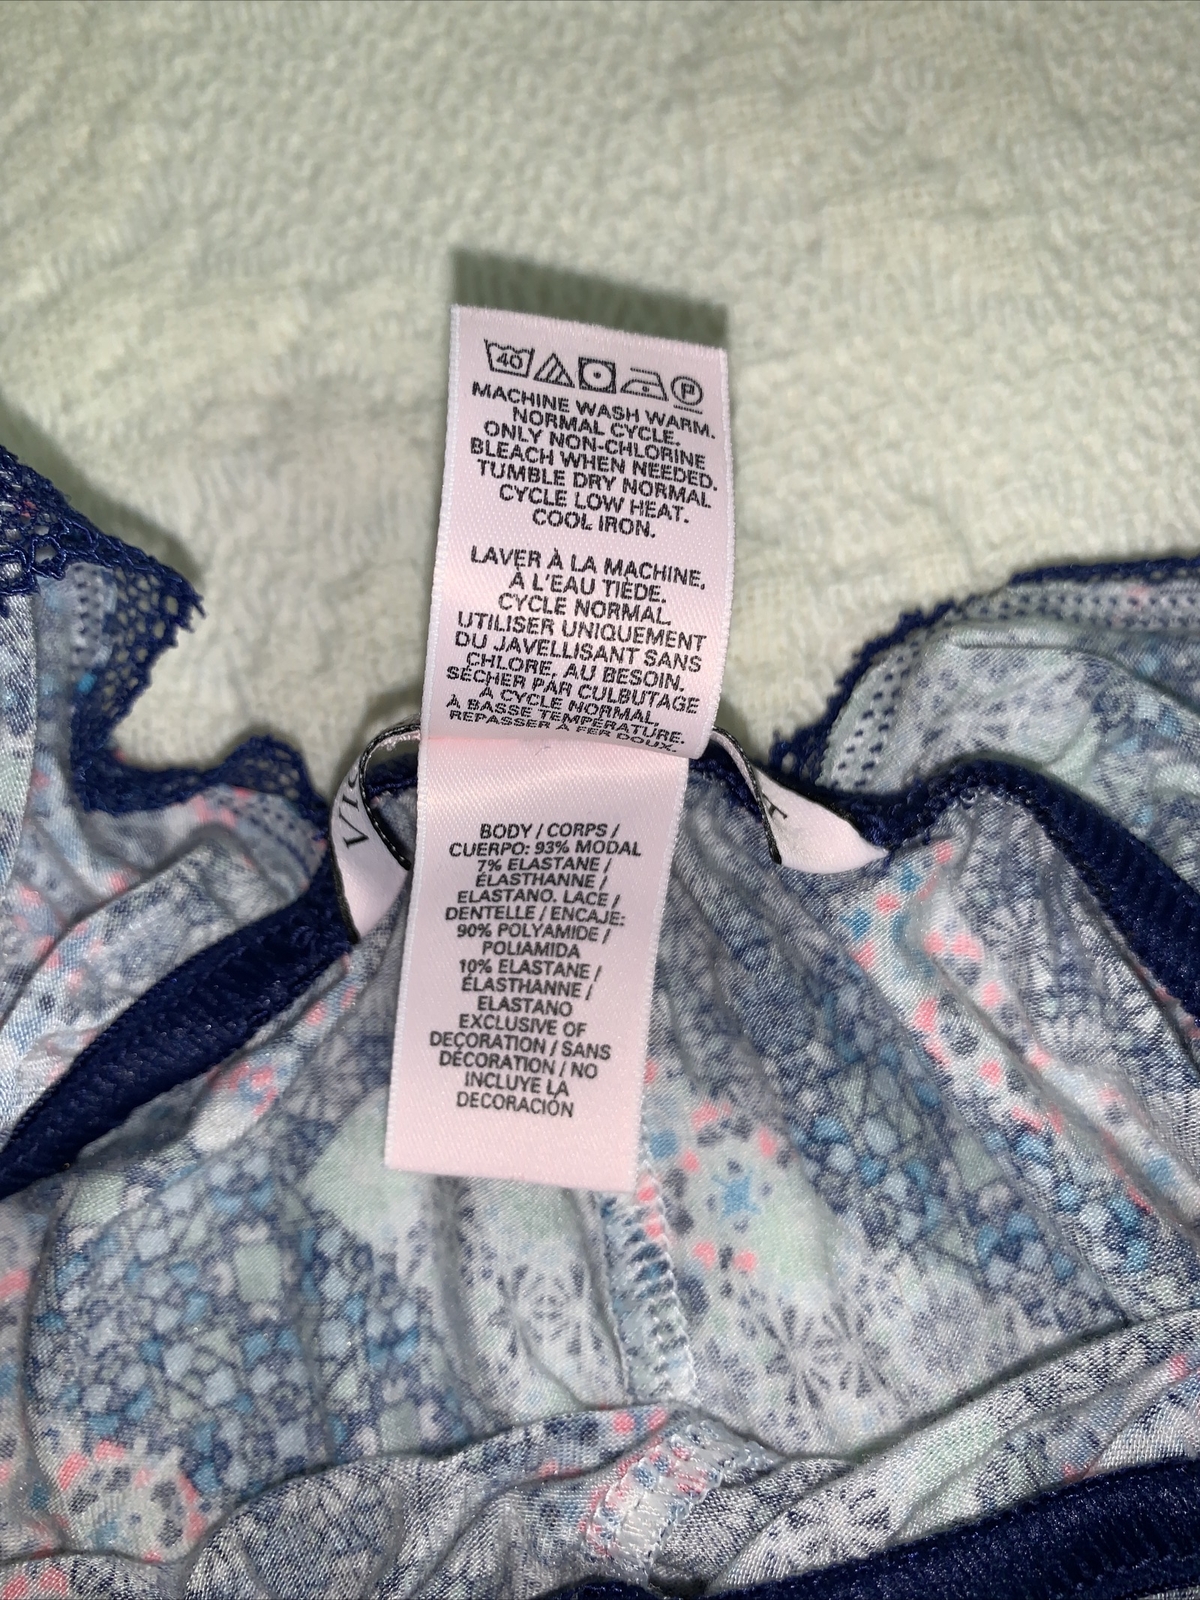 40
P
MACHINE WASH WARM.
NORMAL CYCLE.
ONLY NON-CHLORINE
BLEACH WHEN NEEDED.
TUMBLE DRY NORMAL
CYCLE LOW HEAT.
COOL IRON.
LAVER À LA MACHINE,
À L'EAU TIÈDE.
CYCLE NORMAL.
UTILISER UNIQUEMENT
DU JAVELLISANT SANS
CHLORE, AU BESOIN.
SÉCHER PAR CULBUTAGE
À CYCLE NORMAL,
À BASSE TEMPÉRATURE.
REPASSER À FER DOUX.
BODY / CORPS /
CUERPO: 93% MODAL
7% ELASTANE /
ÉLASTHANNE /
ELASTANO. LACE /
DENTELLE / ENCAJE:
90% POLYAMIDE /
POLIAMIDA
10% ELASTANE /
ÉLASTHANNE /
ELASTANO
EXCLUSIVE OF
DECORATION / SANS
DÉCORATION / NO
INCLUYE LA
DECORACIÓN